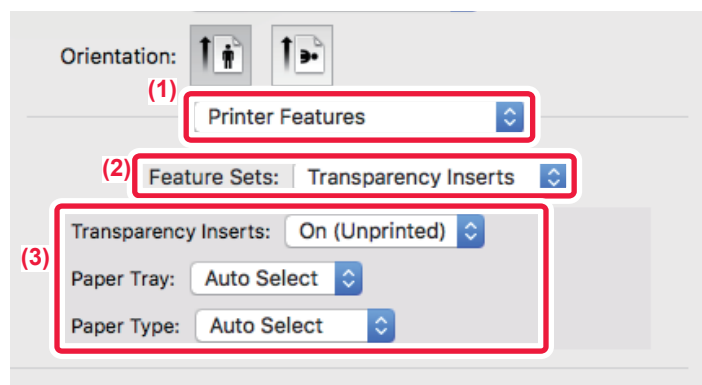 Orientation:
(1)
Printer Features
(2)
Feature Sets: Transparency Inserts
(3)
Transparency Inserts: On (Unprinted)
Paper Tray: Auto Select
Paper Type: Auto Select